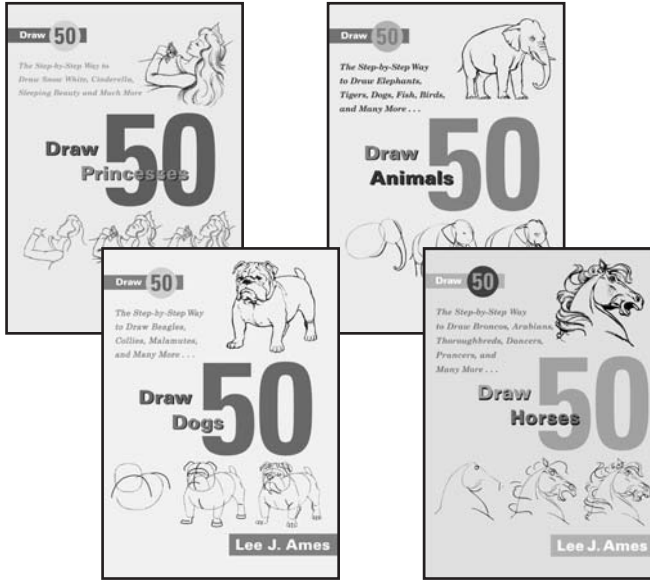 Draw 50
The Step-by-Step Way to
Draw Snow White, Cinderella,
Sleeping Beauty and Much More
50
Draw
Princesses
Draw 50
The Step-by-Step Way
to Draw Elephants,
Tigers, Dogs, Fish, Birds,
and Many More . . .
50
Draw
Animals
Draw 50
The Step-by-Step Way
to Draw Beagles,
Collies, Malamutes,
and Many More . . .
50
Draw
Dogs
Lee J. Ames
Draw 50
The Step-by-Step Way
to Draw Broncos, Arabians,
Thoroughbreds, Dancers,
Prancers, and
Many More . . .
50
Draw
Horses
Lee J. Ames